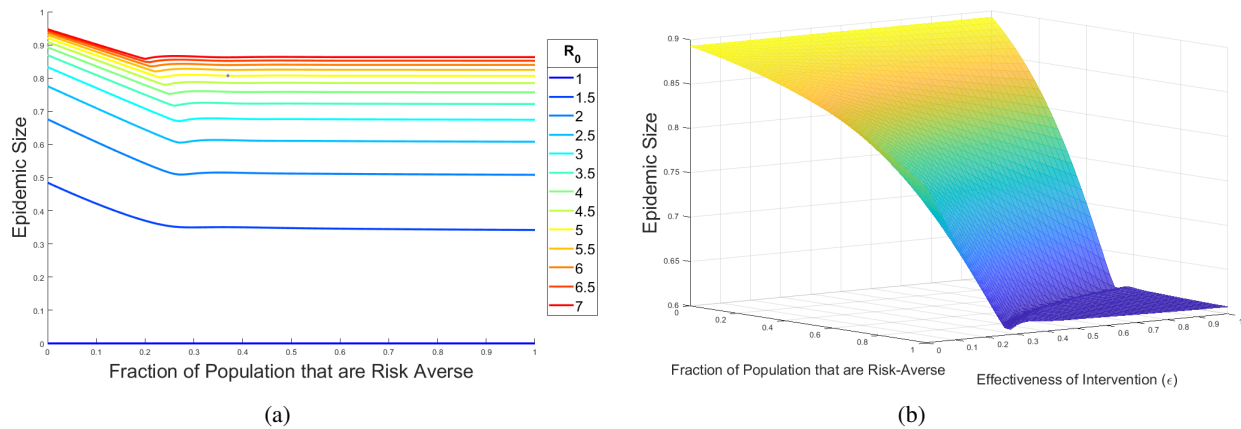 1
0.9
0.8
0.7
0.6
0.5
0.4
0.3
0.2
0.1
0
Epidemic Size
0 0.1 0.2 0.3 0.4 0.5 0.6 0.7 0.8 0.9 1
Fraction of Population that are Risk Averse
R0
1
1.5
2
2.5
3
3.5
4
4.5
5
5.5
6
6.5
7
(a)
0.9
0.85
0.8
0.75
0.7
0.65
0.6
Epidemic Size
0 0.2 0.4 0.6 0.8 1
Fraction of Population that are Risk-Averse
0 0.1 0.2 0.3 0.4 0.5 0.6 0.7 0.8 0.9 1
Effectiveness of Intervention (ϵ)
(b)